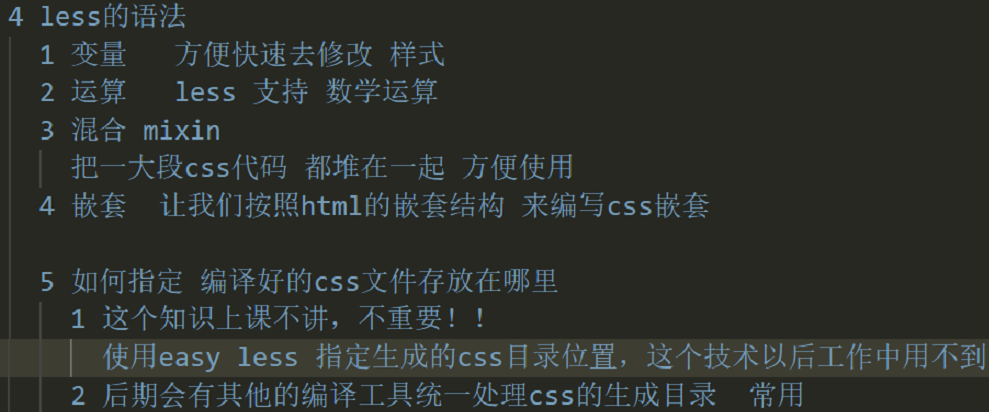 4 less的语法
1 变量 方便快速去修改 样式
2 运算 less 支持 数学运算
3 混合 mixin
把一大段css代码 都堆在一起 方便使用
4 嵌套 让我们按照html的嵌套结构 来编写css嵌套
5 如何指定 编译好的css文件存放在哪里
1 这个知识上课不讲，不重要！！
使用easy less 指定生成的css目录位置，这个技术以后工作中用不到
2 后期会有其他的编译工具统一处理css的生成目录 常用